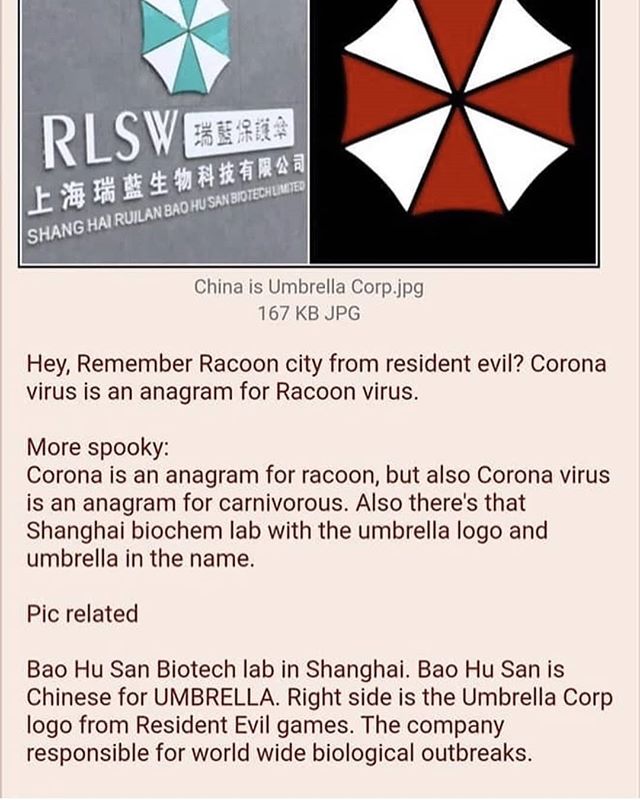 RLSW 瑞藍保護傘
上海瑞藍生物科技有限公司
SHANG HAI RUILAN BAO HU SAN BIOTECH LIMITED
China is Umbrella Corp.jpg
167 KB JPG
Hey, Remember Racoon city from resident evil? Corona
virus is an anagram for Racoon virus.
More spooky:
Corona is an anagram for racoon, but also Corona virus
is an anagram for carnivorous. Also there's that
Shanghai biochem lab with the umbrella logo and
umbrella in the name.
Pic related
Bao Hu San Biotech lab in Shanghai. Bao Hu San is
Chinese for UMBRELLA. Right side is the Umbrella Corp
logo from Resident Evil games. The company
responsible for world wide biological outbreaks.